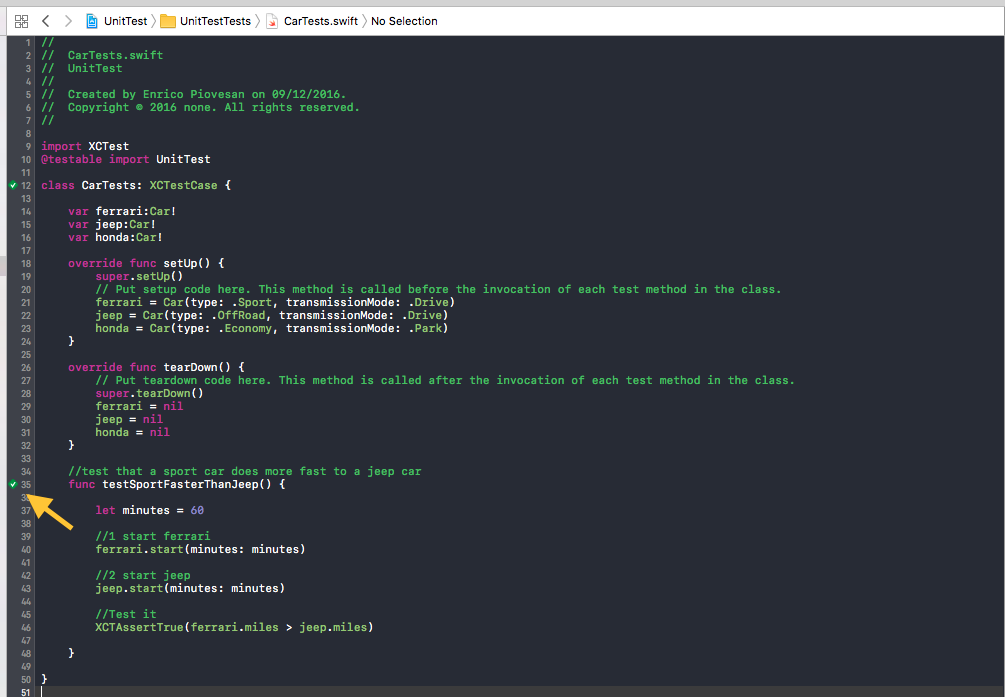 UnitTest UnitTestTests CarTests.swift No Selection
1 //
2 //  CarTests.swift
3 //  UnitTest
4 //
5 //  Created by Enrico Piovesan on 09/12/2016.
6 //  Copyright © 2016 none. All rights reserved.
7 //
8
9 import XCTest
10 @testable import UnitTest
11
12 class CarTests: XCTestCase {
13
14     var ferrari:Car!
15     var jeep:Car!
16     var honda:Car!
17
18     override func setUp() {
19         super.setUp()
20         // Put setup code here. This method is called before the invocation of each test method in the class.
21         ferrari = Car(type: .Sport, transmissionMode: .Drive)
22         jeep = Car(type: .OffRoad, transmissionMode: .Drive)
23         honda = Car(type: .Economy, transmissionMode: .Park)
24     }
25
26     override func tearDown() {
27         // Put teardown code here. This method is called after the invocation of each test method in the class.
28         super.tearDown()
29         ferrari = nil
30         jeep = nil
31         honda = nil
32     }
33
34     //test that a sport car does more fast to a jeep car
35     func testSportFasterThanJeep() {
36
37         let minutes = 60
38
39         //1 start ferrari
40         ferrari.start(minutes: minutes)
41
42         //2 start jeep
43         jeep.start(minutes: minutes)
44
45         //Test it
46         XCTAssertTrue(ferrari.miles > jeep.miles)
47
48     }
49
50 }
51